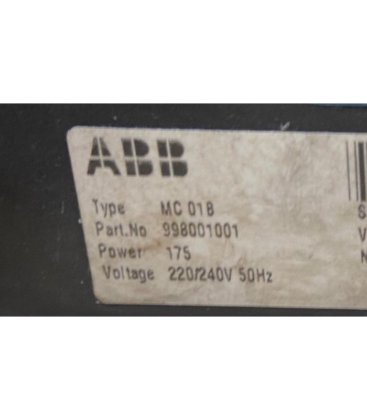 ABB
Type MC 01B
Part.No 998001001
Power 175
Voltage 220/240V 50Hz
S
V
N